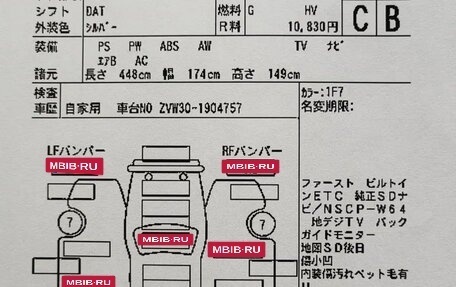 シフト DAT 燃料 G HV
外装色 シルバー R料 10,830円 C B
装備 PS PW ABS AW TV ナビ
エアB AC
諸元 長さ 448cm 幅 174cm 高さ 149cm
検査
車歴 自家用 車台NO ZVW30-1904757
カラー:1F7
名変期限:
LFバンパー RFバンパー
MBIB.RU MBIB.RU
7 7
MBIB.RU
MBIB.RU
MBIB.RU
ファースト ビルトイ
ンETC 純正SDナ
ビ/NSCP-W64
地デジTV バック
ガイドモニター
地図SD欠品
傷小凹
内装傷汚れペット毛有